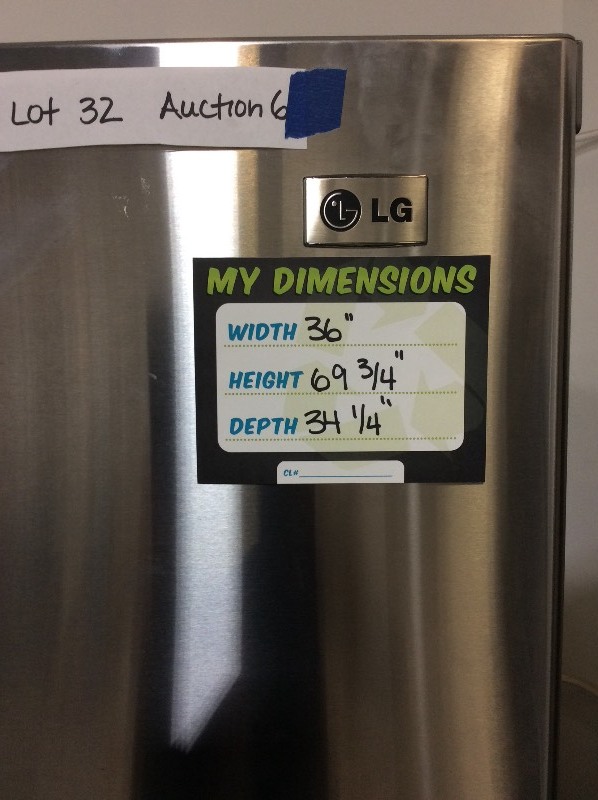 Lot 32 Auction 6
LG
MY DIMENSIONS
WIDTH 36"
HEIGHT 69 3/4"
DEPTH 34 1/4"
CL#